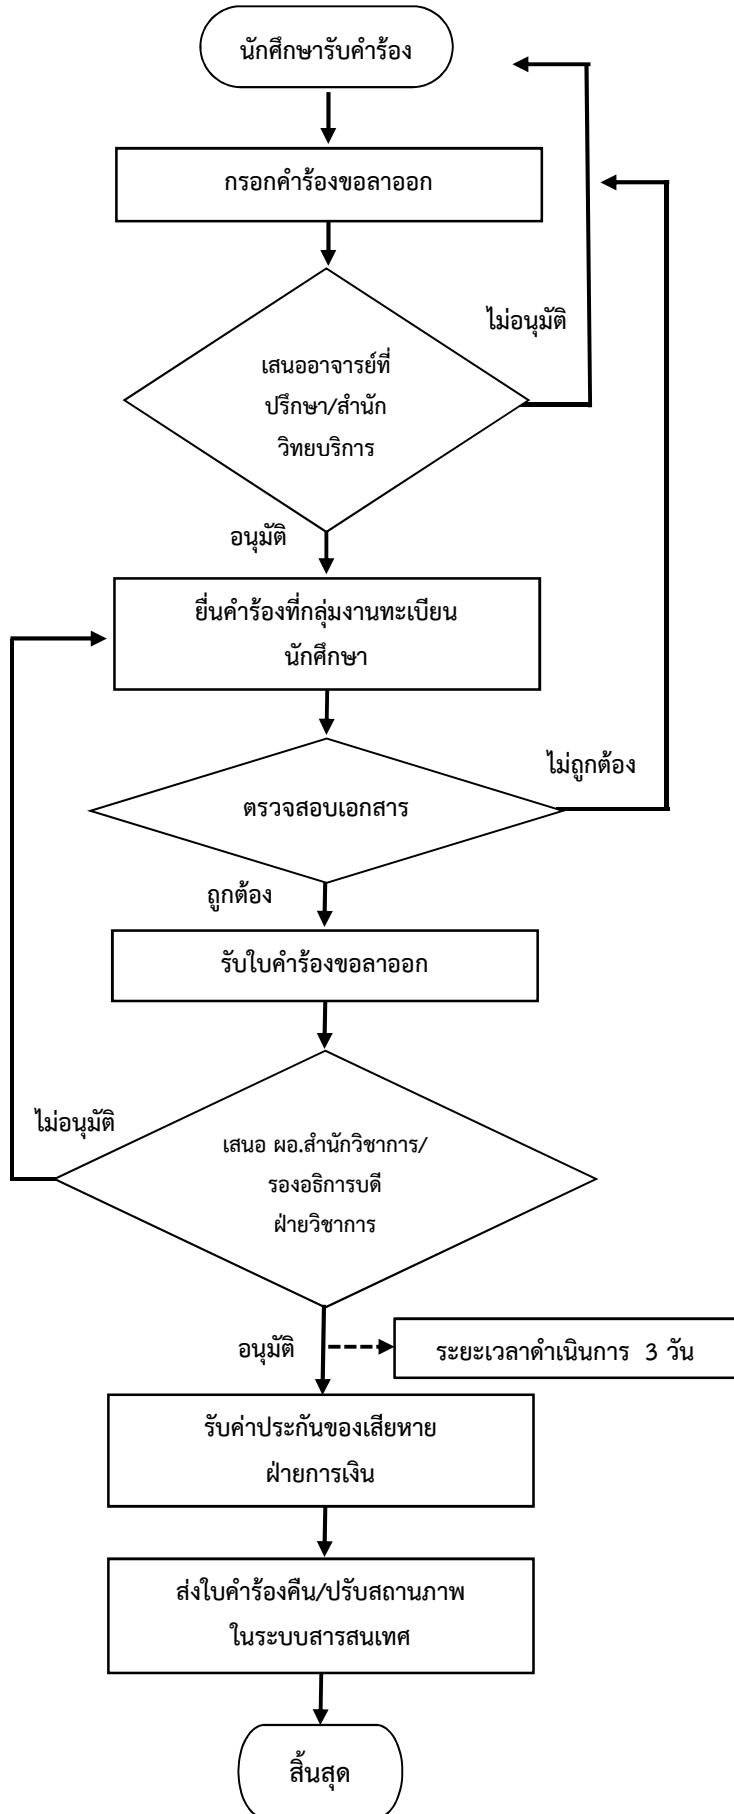 นักศึกษารับคำร้อง
กรอกคำร้องขอลาออก
ไม่อนุมัติ
เสนออาจารย์ที่
ปรึกษา/สำนัก
วิทยบริการ
อนุมัติ
ยื่นคำร้องที่กลุ่มงานทะเบียน
นักศึกษา
ไม่ถูกต้อง
ตรวจสอบเอกสาร
ถูกต้อง
รับใบคำร้องขอลาออก
ไม่อนุมัติ
เสนอ ผอ.สำนักวิชาการ/
รองอธิการบดี
ฝ่ายวิชาการ
อนุมัติ
ระยะเวลาดำเนินการ 3 วัน
รับค่าประกันของเสียหาย
ฝ่ายการเงิน
ส่งใบคำร้องคืน/ปรับสถานภาพ
ในระบบสารสนเทศ
สิ้นสุด